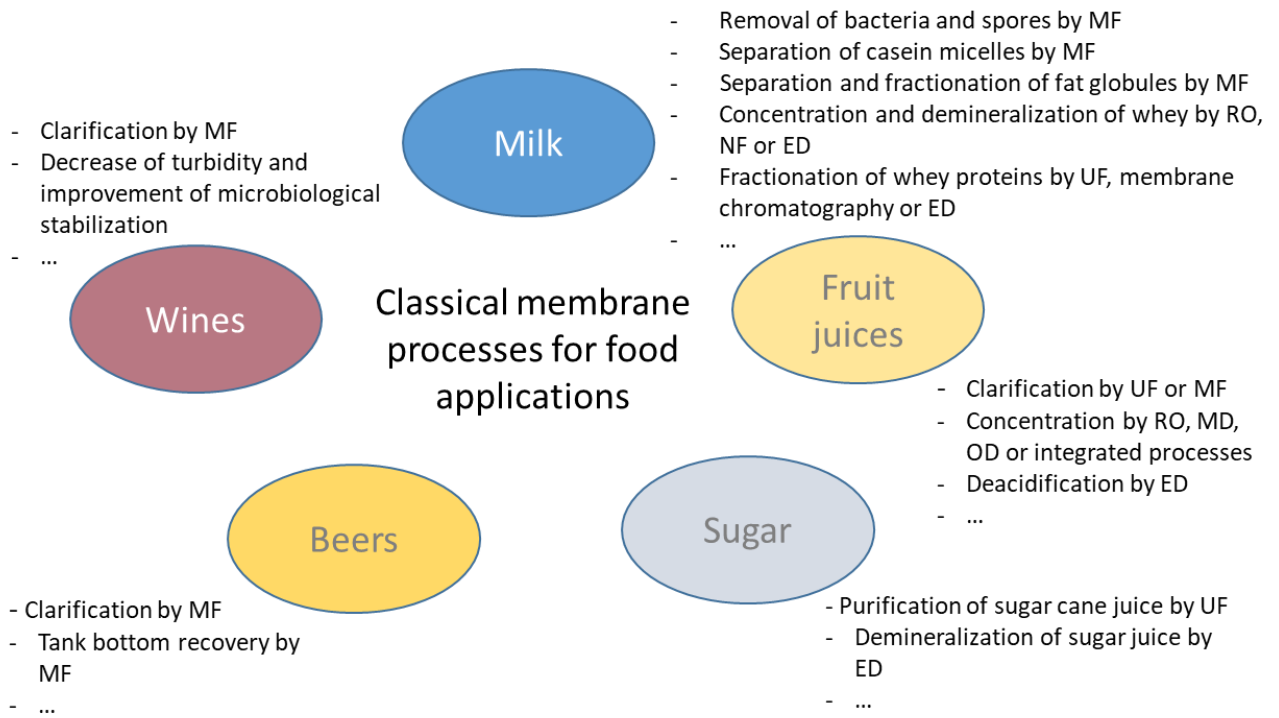 - Removal of bacteria and spores by MF
- Separation of casein micelles by MF
- Separation and fractionation of fat globules by MF
- Concentration and demineralization of whey by RO,
NF or ED
- Fractionation of whey proteins by UF, membrane
chromatography or ED
- ...
Milk
- Clarification by MF
- Decrease of turbidity and
improvement of microbiological
stabilization
- ...
Wines
Classical membrane
processes for food
applications
Fruit
juices
- Clarification by UF or MF
- Concentration by RO, MD,
OD or integrated processes
- Deacidification by ED
- ...
Beers
- Clarification by MF
- Tank bottom recovery by
MF
- ...
Sugar
- Purification of sugar cane juice by UF
- Demineralization of sugar juice by
ED
- ...